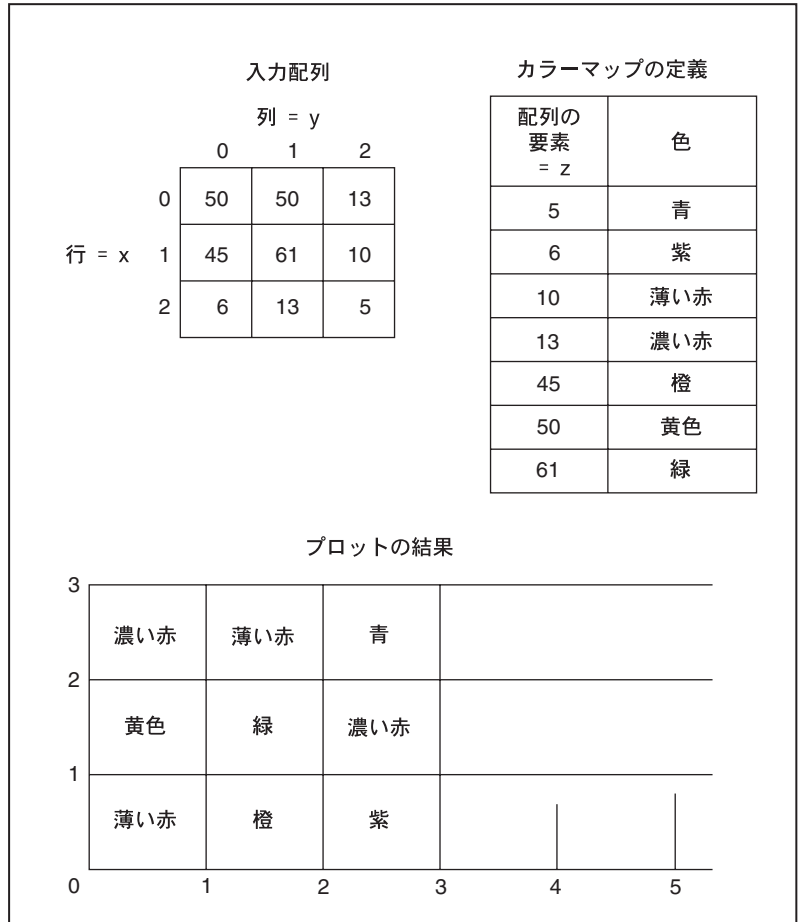 入力配列
列 = y
0 1 2
0 50 50 13
行 = x 1 45 61 10
2 6 13 5
カラーマップの定義
配列の
要素
= z
色
5 青
6 紫
10 薄い赤
13 濃い赤
45 橙
50 黄色
61 緑
プロットの結果
3
濃い赤 薄い赤 青
2
黄色 緑 濃い赤
1
薄い赤 橙 紫
0 1 2 3 4 5